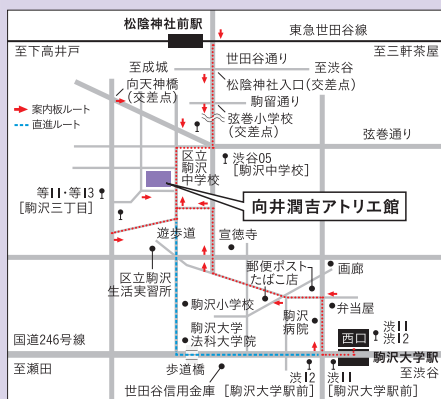 松陰神社前駅
東急世田谷線
至下高井戸
至三軒茶屋
世田谷通り
至成城
至渋谷
向天神橋
(交差点)
松陰神社入口(交差点)
駒留通り
案内板ルート
直進ルート
弦巻小学校
(交差点)
弦巻通り
区立
駒沢
中学校
渋谷05
[駒沢中学校]
等11・等13
[駒沢三丁目]
向井潤吉アトリエ館
遊歩道
宣徳寺
郵便ポスト
たばこ店
画廊
区立駒沢
生活実習所
駒沢小学校
駒沢
病院
弁当屋
駒沢大学
法科大学院
渋11
渋12
西口
国道246号線
駒沢大学駅
至瀬田
至渋谷
歩道橋
渋12
渋11
世田谷信用金庫
[駒沢大学駅前]
[駒沢大学駅前]